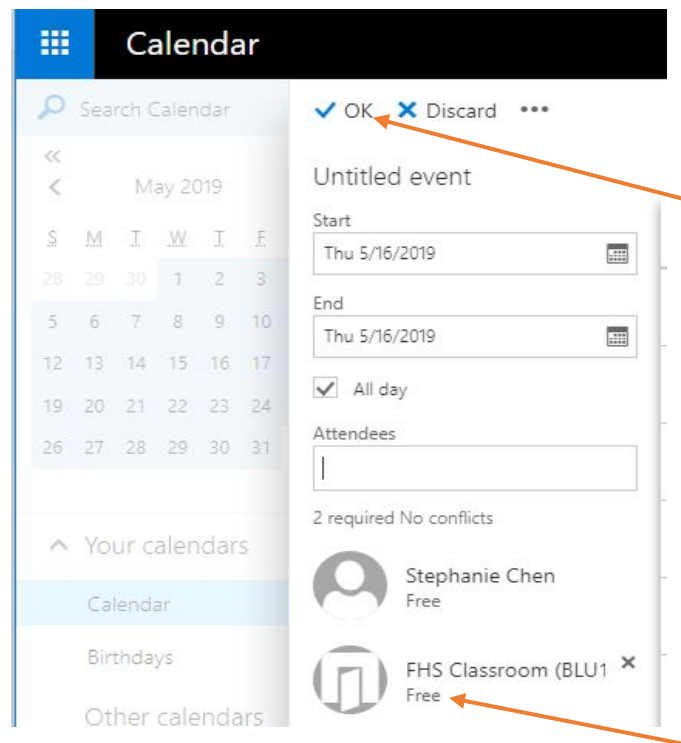 Calendar
Search Calendar
OK Discard •••
«
< May 2019
Untitled event
S M T W T F
Start
Thu 5/16/2019
28 29 30 1 2 3
End
5 6 7 8 9 10
Thu 5/16/2019
12 13 14 15 16 17
All day
19 20 21 22 23 24
Attendees
26 27 28 29 30 31
2 required No conflicts
Your calendars
Stephanie Chen
Free
Calendar
Birthdays
FHS Classroom (BLU1
Free
Other calendars